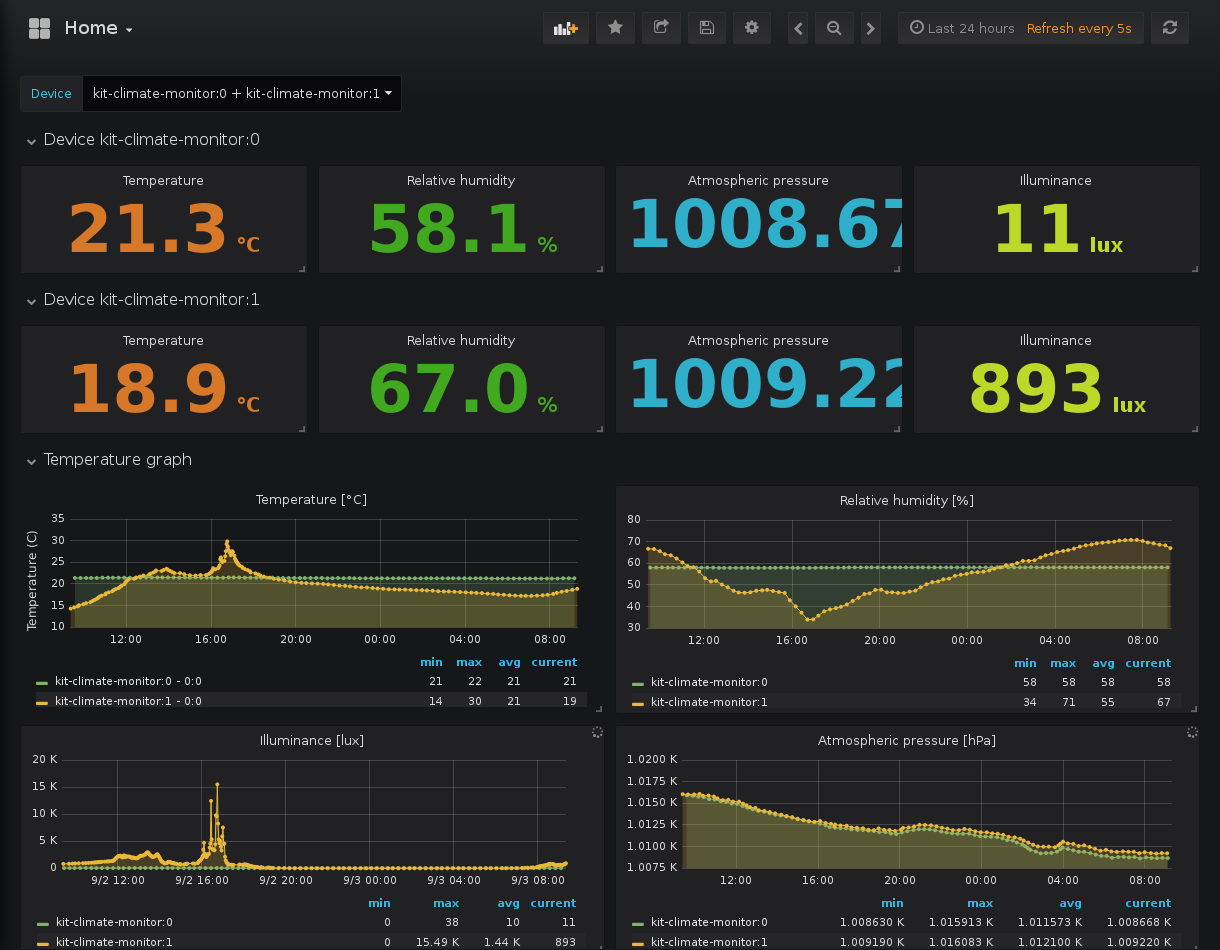 Home
Last 24 hours Refresh every 5s
Device kit-climate-monitor:0 + kit-climate-monitor:1
Device kit-climate-monitor:0
Temperature Relative humidity Atmospheric pressure Illuminance
21.3 °C 58.1 % 1008.67 11 lux
Device kit-climate-monitor:1
Temperature Relative humidity Atmospheric pressure Illuminance
18.9 °C 67.0 % 1009.22 893 lux
Temperature graph
Temperature [°C]
Temperature (C)
35
30
25
20
15
10
12:00 16:00 20:00 00:00 04:00 08:00
min max avg current
kit-climate-monitor:0 - 0:0 21 22 21 21
kit-climate-monitor:1 - 0:0 14 30 21 19
Relative humidity [%]
80
70
60
50
40
30
12:00 16:00 20:00 00:00 04:00 08:00
min max avg current
kit-climate-monitor:0 58 58 58 58
kit-climate-monitor:1 34 71 55 67
Illuminance [lux]
20 K
15 K
10 K
5 K
0
9/2 12:00 9/2 16:00 9/2 20:00 9/3 00:00 9/3 04:00 9/3 08:00
min max avg current
kit-climate-monitor:0 0 38 10 11
kit-climate-monitor:1 0 15.49 K 1.44 K 893
Atmospheric pressure [hPa]
1.0200 K
1.0175 K
1.0150 K
1.0125 K
1.0100 K
1.0075 K
12:00 16:00 20:00 00:00 04:00 08:00
min max avg current
kit-climate-monitor:0 1.008630 K 1.015913 K 1.011573 K 1.008668 K
kit-climate-monitor:1 1.009190 K 1.016083 K 1.012100 K 1.009220 K